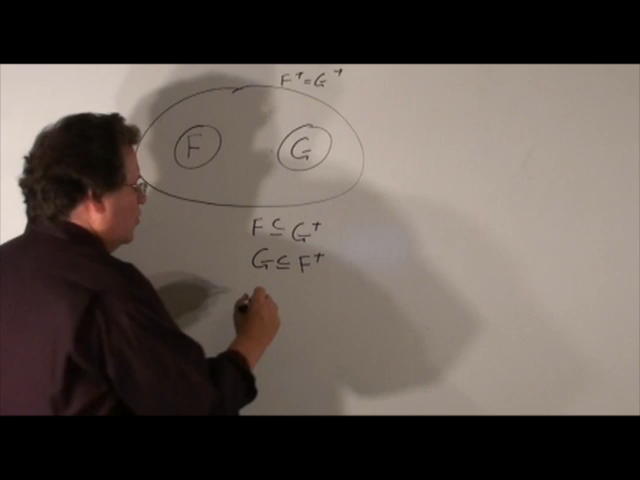 F⁺=G⁺
F G
F ⊆ G⁺
G ⊆ F⁺